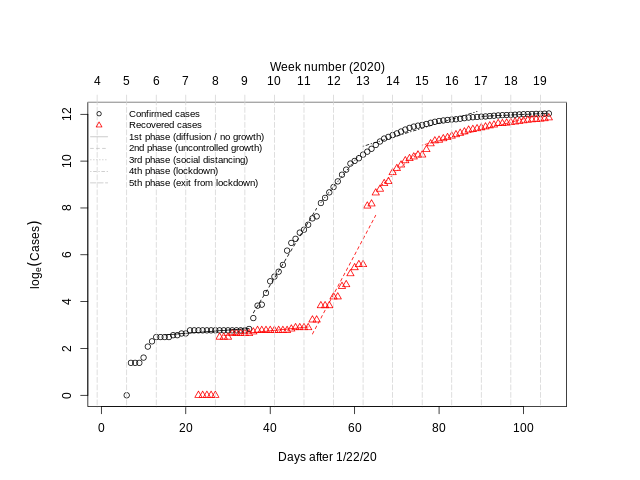 Week number (2020)
4 5 6 7 8 9 10 11 12 13 14 15 16 17 18 19
Confirmed cases
Recovered cases
1st phase (diffusion / no growth)
2nd phase (uncontrolled growth)
3rd phase (social distancing)
4th phase (lockdown)
5th phase (exit from lockdown)
12
10
8
6
4
2
0
logₑ(Cases)
0 20 40 60 80 100
Days after 1/22/20